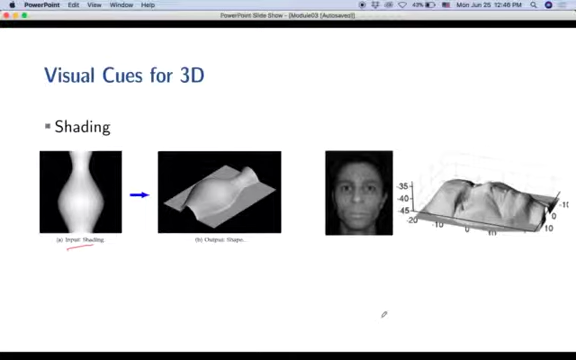 PowerPoint File Edit View Window Help
43% Mon Jun 25 12:46 PM
PowerPoint Slide Show - [Module03 [Autosaved]]
Visual Cues for 3D
Shading
(a) Input: Shading.
(b) Output: Shape.
-35
-40
-45
-20
-10
0
10
-10
0
10